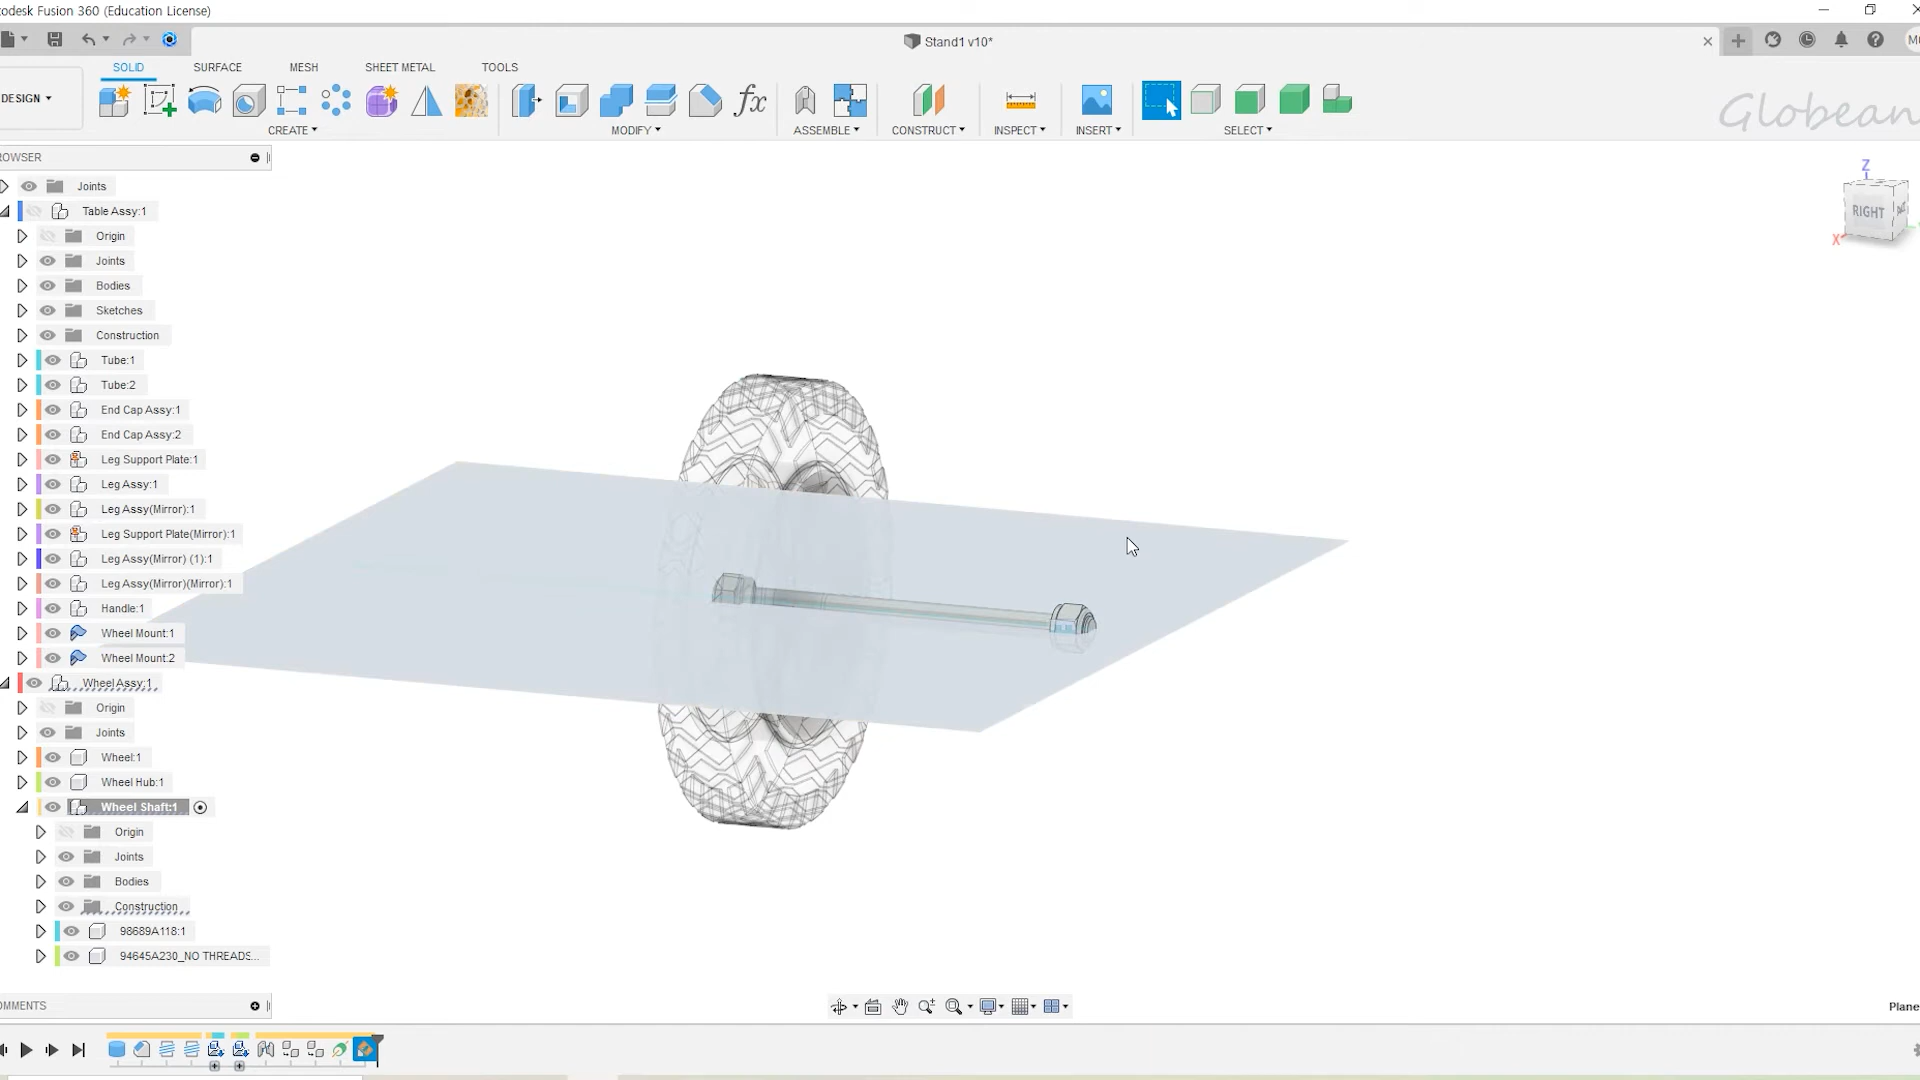 todesk Fusion 360 (Education License)
Stand1 v10*
SOLID SURFACE MESH SHEET METAL TOOLS
DESIGN
CREATE MODIFY ASSEMBLE CONSTRUCT INSPECT INSERT SELECT
Globean
ROWSER
Joints
Table Assy:1
Origin
Joints
Bodies
Sketches
Construction
Tube:1
Tube:2
End Cap Assy:1
End Cap Assy:2
Leg Support Plate:1
Leg Assy:1
Leg Assy(Mirror):1
Leg Support Plate(Mirror):1
Leg Assy(Mirror) (1):1
Leg Assy(Mirror)(Mirror):1
Handle:1
Wheel Mount:1
Wheel Mount:2
Wheel Assy:1
Origin
Joints
Wheel:1
Wheel Hub:1
Wheel Shaft:1
Origin
Joints
Bodies
Construction
98689A118:1
94645A230_NO THREADS...
Z
RIGHT
X
OMMENTS
Plane